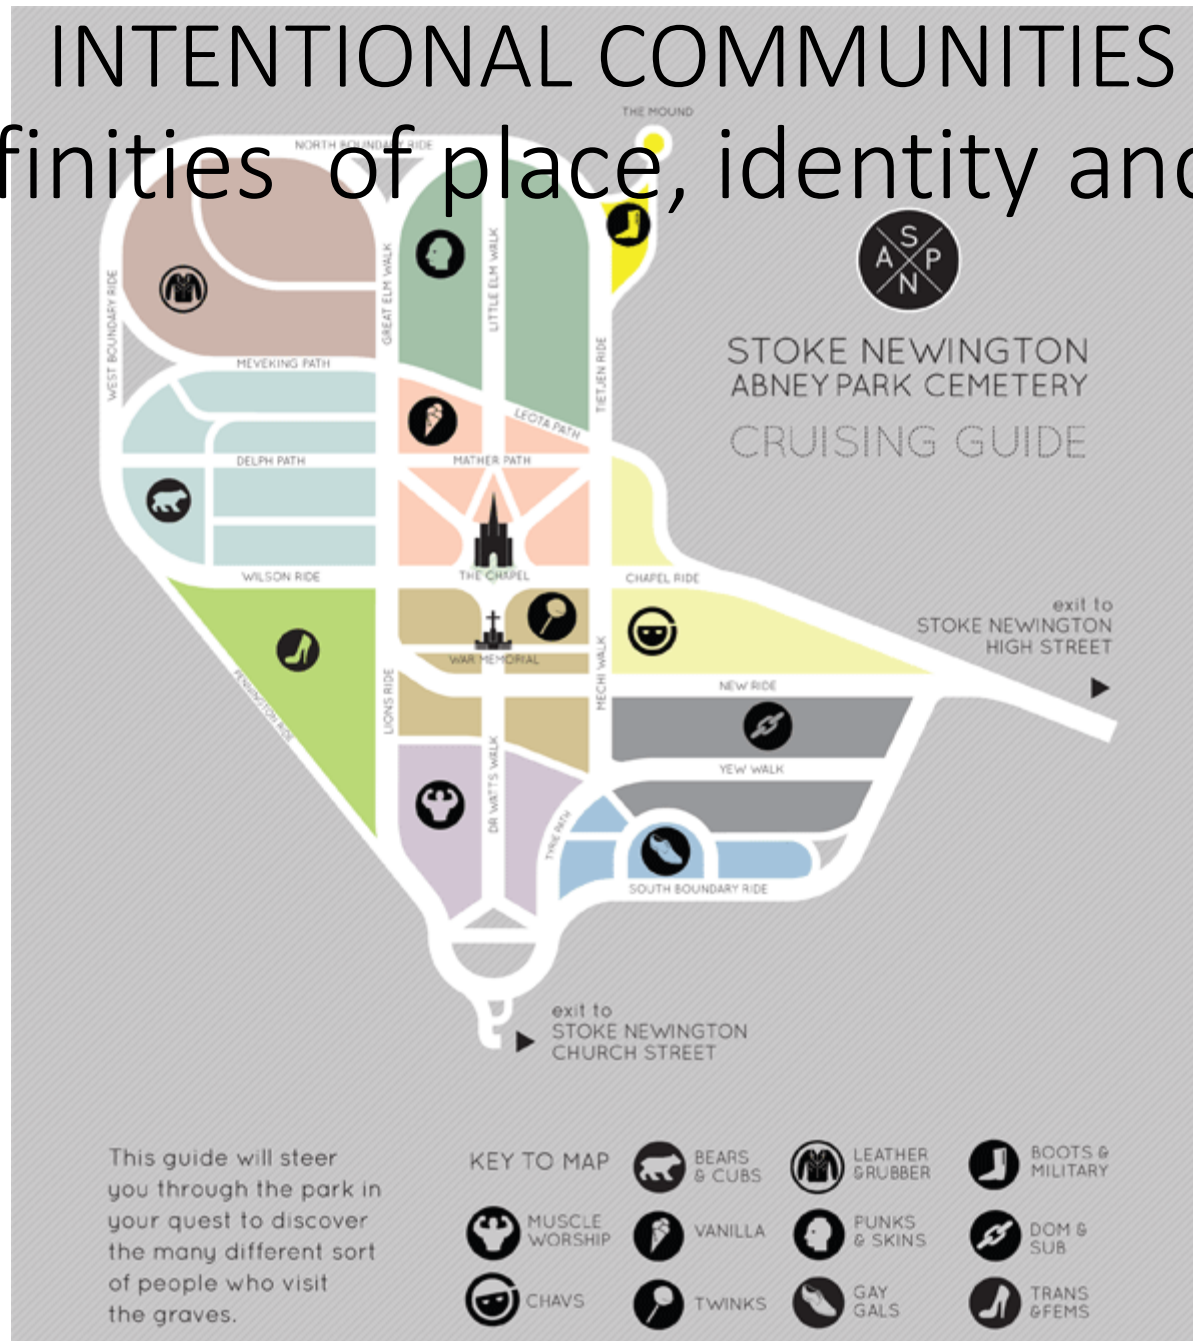 INTENTIONAL COMMUNITIES
finities of place, identity and
THE MOUND
NORTH BOUNDARY RIDE
WEST BOUNDARY RIDE
GREAT ELM WALK
LITTLE ELM WALK
TIETJEN RIDE
S
A P
N
STOKE NEWINGTON
ABNEY PARK CEMETERY
CRUISING GUIDE
MEVEKING PATH
LEOTA PATH
DELPH PATH
MATHER PATH
WILSON RIDE
THE CHAPEL
CHAPEL RIDE
exit to
STOKE NEWINGTON
HIGH STREET
WAR MEMORIAL
MECHI WALK
LIONS RIDE
PENNINGTON RIDE
NEW RIDE
DR WATTS WALK
YEW WALK
TYRIE PATH
SOUTH BOUNDARY RIDE
exit to
STOKE NEWINGTON
CHURCH STREET
This guide will steer
you through the park in
your quest to discover
the many different sort
of people who visit
the graves.
KEY TO MAP
MUSCLE
WORSHIP
CHAVS
BEARS
& CUBS
VANILLA
TWINKS
LEATHER
&RUBBER
PUNKS
& SKINS
GAY
GALS
BOOTS &
MILITARY
DOM &
SUB
TRANS
&FEMS